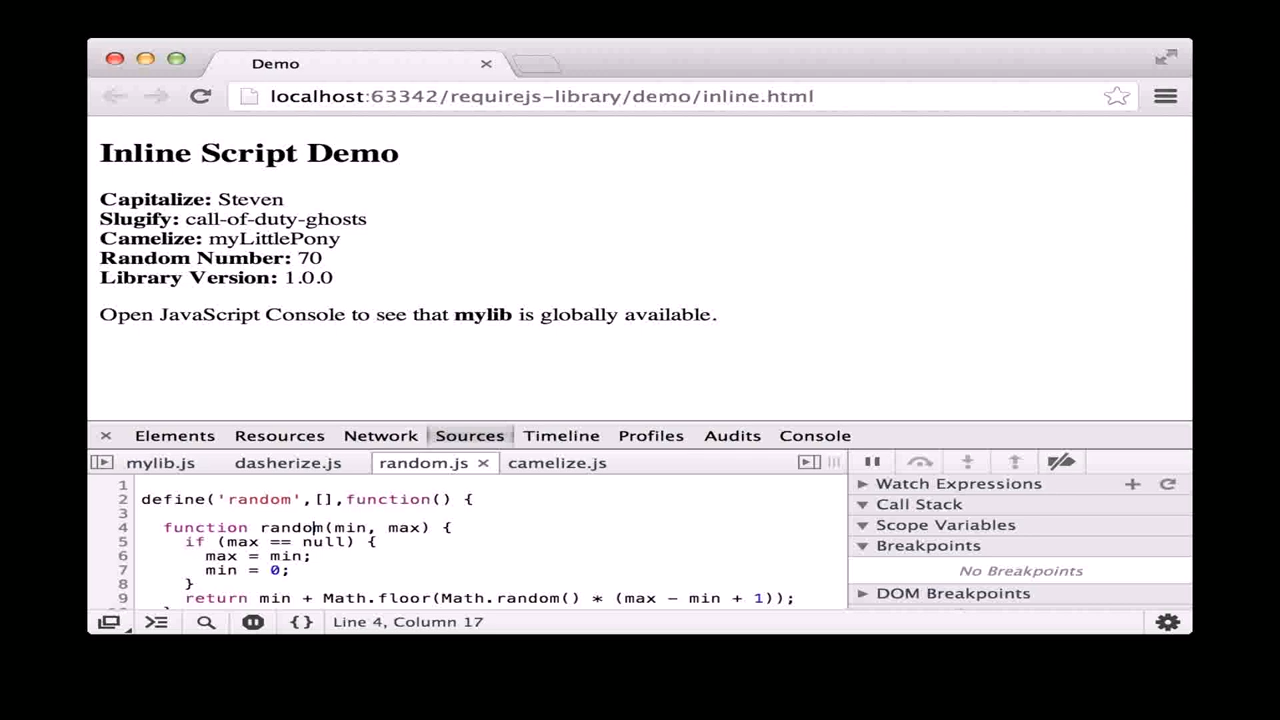 Demo
localhost:63342/requirejs-library/demo/inline.html
Inline Script Demo
Capitalize: Steven
Slugify: call-of-duty-ghosts
Camelize: myLittlePony
Random Number: 70
Library Version: 1.0.0
Open JavaScript Console to see that mylib is globally available.
Elements Resources Network Sources Timeline Profiles Audits Console
mylib.js dasherize.js random.js camelize.js
1
2 define('random',[],function() {
3
4 function random(min, max) {
5 if (max == null) {
6 max = min;
7 min = 0;
8 }
9 return min + Math.floor(Math.random() * (max - min + 1));
Watch Expressions
Call Stack
Scope Variables
Breakpoints
No Breakpoints
DOM Breakpoints
Line 4, Column 17